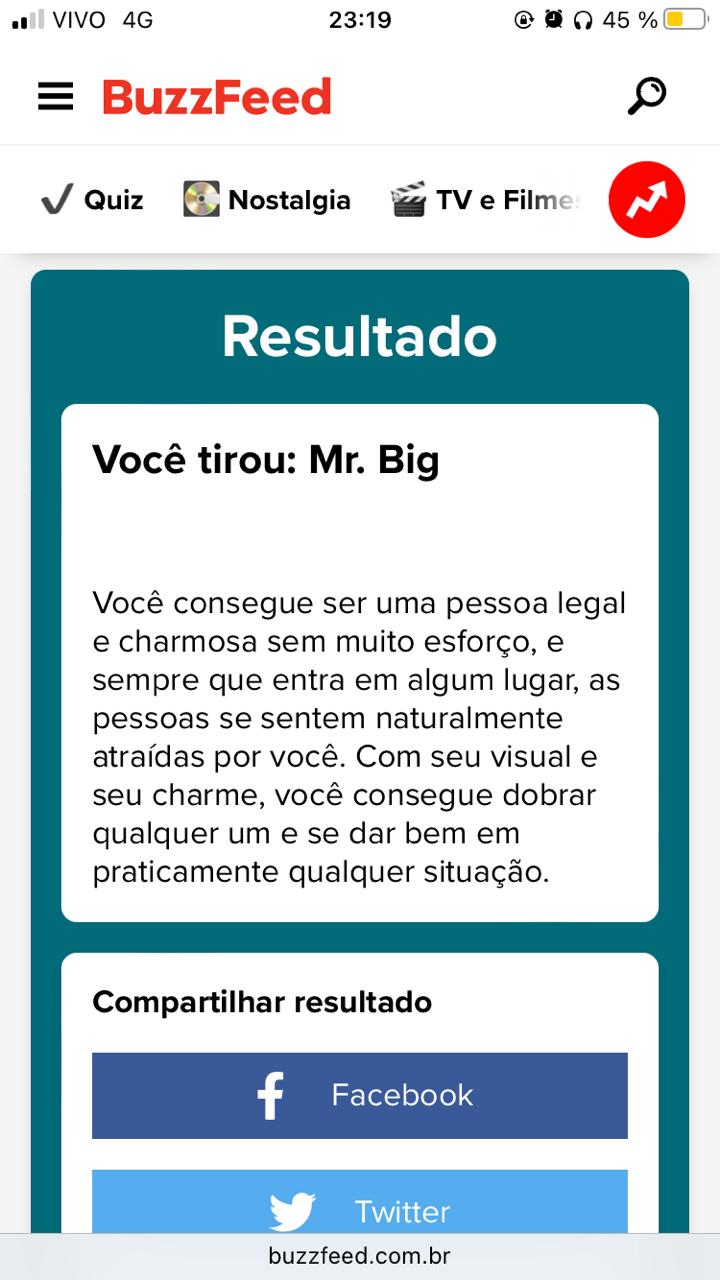 VIVO 4G 23:19 45 %
BuzzFeed
Quiz Nostalgia TV e Filmes
Resultado
Você tirou: Mr. Big
Você consegue ser uma pessoa legal
e charmosa sem muito esforço, e
sempre que entra em algum lugar, as
pessoas se sentem naturalmente
atraídas por você. Com seu visual e
seu charme, você consegue dobrar
qualquer um e se dar bem em
praticamente qualquer situação.
Compartilhar resultado
Facebook
Twitter
buzzfeed.com.br